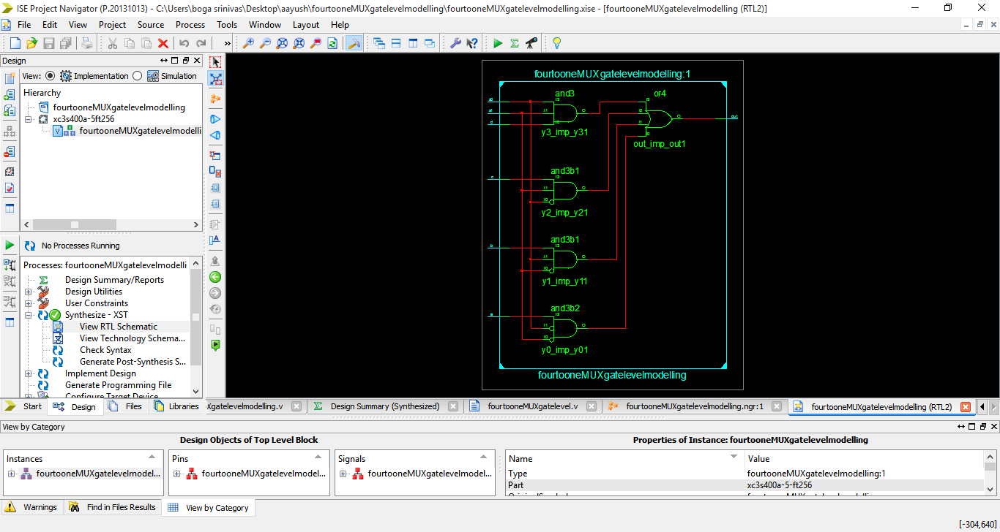 ISE Project Navigator (P.20131013) - C:\Users\boga srinivas\Desktop\aayush\fourtooneMUXgatelevelmodelling\fourtooneMUXgatelevelmodelling.xise - [fourtooneMUXgatelevelmodelling (RTL2)]
File Edit View Project Source Process Tools Window Layout Help
Design
View: Implementation Simulation
Hierarchy
fourtooneMUXgatelevelmodelling
xc3s400a-5ft256
fourtooneMUXgatelevelmodelli
No Processes Running
Processes: fourtooneMUXgatelevelmodelli
Design Summary/Reports
Design Utilities
User Constraints
Synthesize - XST
View RTL Schematic
View Technology Schema...
Check Syntax
Generate Post-Synthesis S...
Implement Design
Generate Programming File
Configure Target Device
Start Design Files Libraries
fourtooneMUXgatelevelmodelling:1
and3
y3_imp_y31
or4
out_imp_out1
out
and3b1
y2_imp_y21
and3b1
y1_imp_y11
and3b2
y0_imp_y01
fourtooneMUXgatelevelmodelling
Xgatelevelmodelling.v Design Summary (Synthesized) fourtooneMUXgatelevel.v fourtooneMUXgatelevelmodelling.ngr:1 fourtooneMUXgatelevelmodelling (RTL2)
View by Category
Design Objects of Top Level Block
Instances
fourtooneMUXgatelevelmodel...
Pins
fourtooneMUXgatelevelmodel...
Signals
fourtooneMUXgatelevelmodel...
Properties of Instance: fourtooneMUXgatelevelmodelling
Name Value
Type fourtooneMUXgatelevelmodelling:1
Part xc3s400a-5-ft256
Warnings Find in Files Results View by Category
[-304,640]